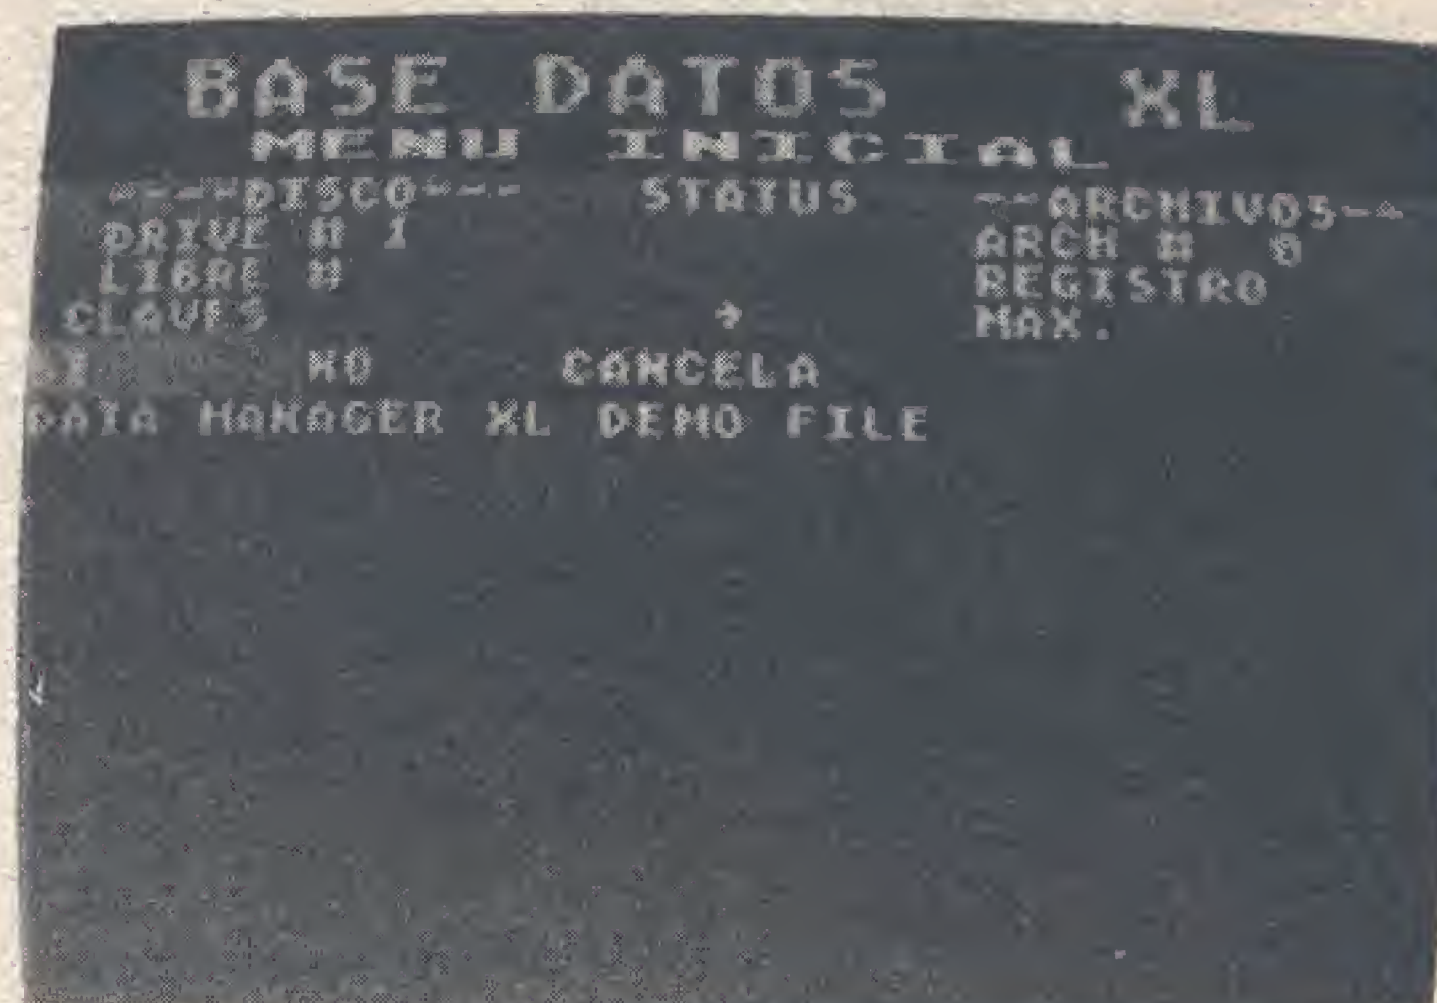 BASE DATOS XL
MENU INICIAL
----DISCO---- STATUS --ARCHIVOS--
DRIVE # 1 ARCH # 0
LIBRE # REGISTRO
CLAVES → MAX.
NO CANCELA
DATA MANAGER XL DEMO FILE